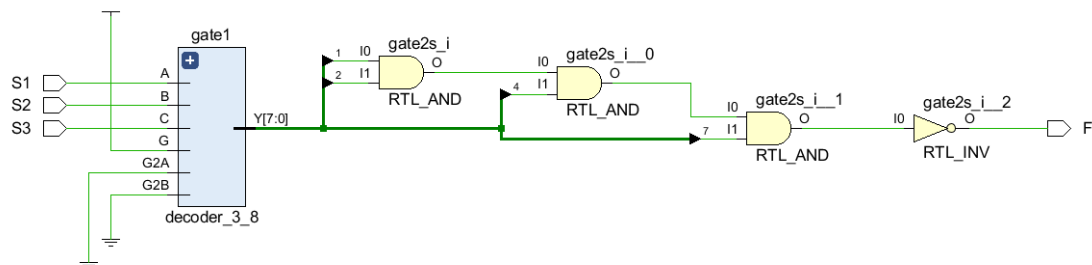 gate1
S1
S2
S3
A
B
C
G
G2A
G2B
Y[7:0]
decoder_3_8
gate2s_i
1 I0
2 I1
O
RTL_AND
gate2s_i__0
I0
4 I1
O
RTL_AND
gate2s_i__1
I0
7 I1
O
RTL_AND
gate2s_i__2
I0
O
RTL_INV
F